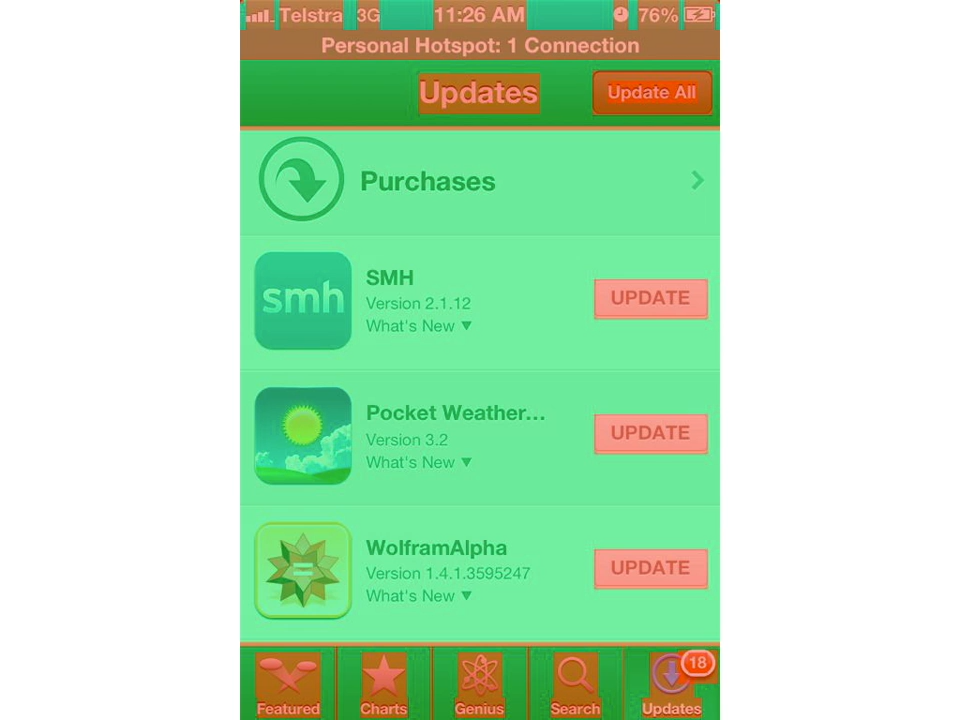 Telstra 3G 11:26 AM 76%
Personal Hotspot: 1 Connection
Updates Update All
Purchases
smh
SMH
Version 2.1.12
What's New ▼
UPDATE
Pocket Weather...
Version 3.2
What's New ▼
UPDATE
WolframAlpha
Version 1.4.1.3595247
What's New ▼
UPDATE
18
Featured Charts Genius Search Updates